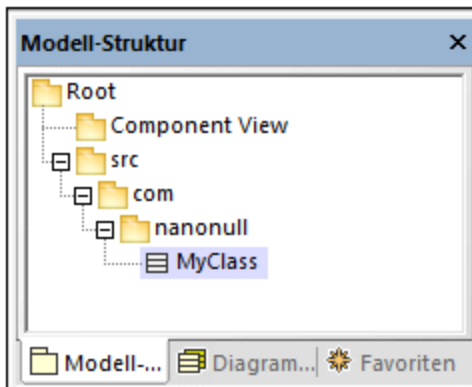 Modell-Struktur
Root
Component View
src
com
nanonull
MyClass
Modell-... Diagram... Favoriten